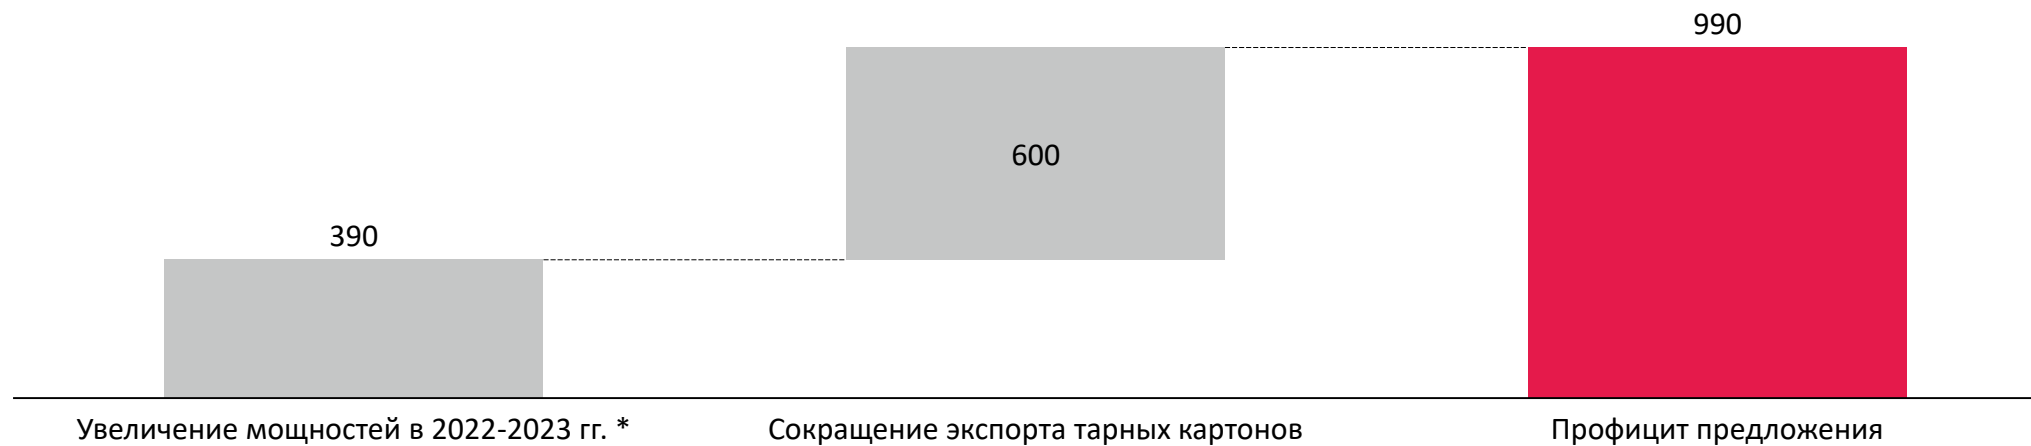 990
600
390
Увеличение мощностей в 2022-2023 гг. *
Сокращение экспорта тарных картонов
Профицит предложения